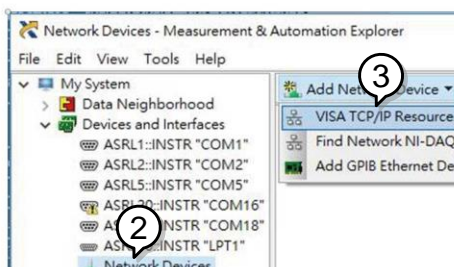 Network Devices - Measurement & Automation Explorer
File Edit View Tools Help
My System
Data Neighborhood
Devices and Interfaces
ASRL1::INSTR "COM1"
ASRL2::INSTR "COM2"
ASRL5::INSTR "COM5"
::INSTR "COM16"
::INSTR "COM18"
::INSTR "LPT1"
2
Network Devices
Add Device
3
VISA TCP/IP Resource
Find Network NI-DAQ
Add GPIB Ethernet De